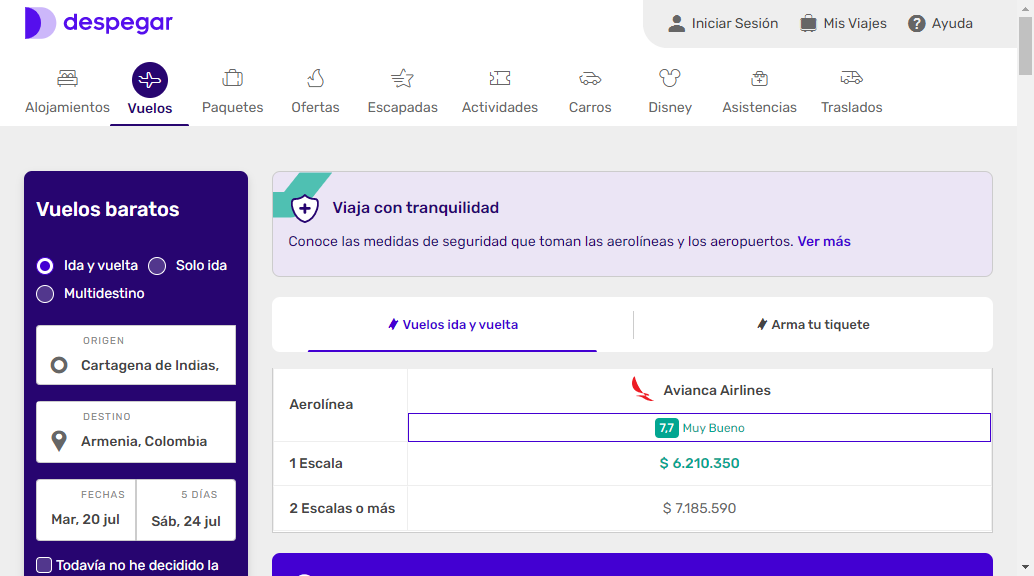 despegar
Iniciar Sesión Mis Viajes Ayuda
Alojamientos Vuelos Paquetes Ofertas Escapadas Actividades Carros Disney Asistencias Traslados
Vuelos baratos
Ida y vuelta Solo ida
Multidestino
ORIGEN
Cartagena de Indias,
DESTINO
Armenia, Colombia
FECHAS 5 DÍAS
Mar, 20 jul Sáb, 24 jul
Todavía no he decidido la
Viaja con tranquilidad
Conoce las medidas de seguridad que toman las aerolíneas y los aeropuertos. Ver más
Vuelos ida y vuelta Arma tu tiquete
Aerolínea Avianca Airlines
7,7 Muy Bueno
1 Escala $ 6.210.350
2 Escalas o más $ 7.185.590